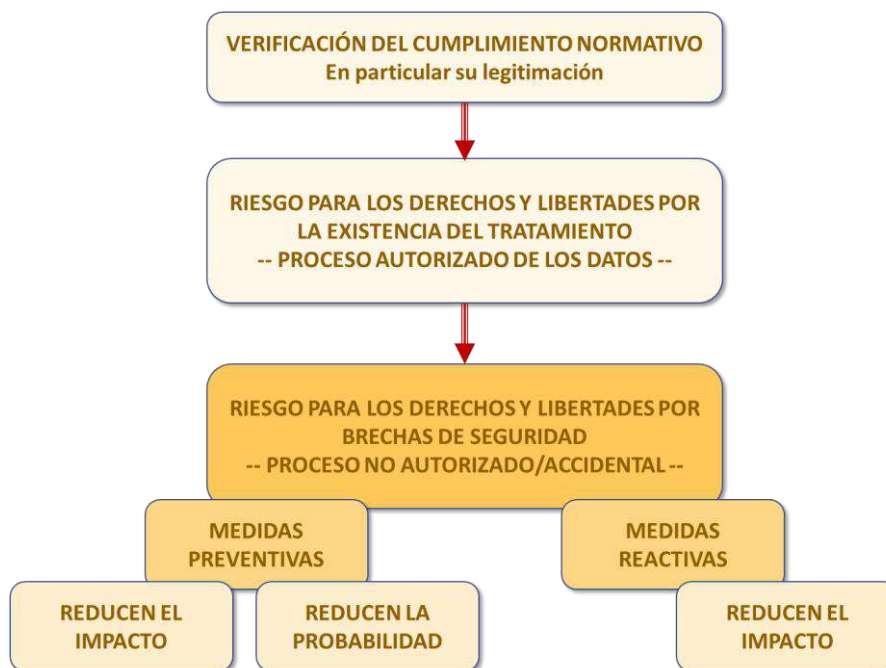 VERIFICACIÓN DEL CUMPLIMIENTO NORMATIVO
En particular su legitimación
RIESGO PARA LOS DERECHOS Y LIBERTADES POR
LA EXISTENCIA DEL TRATAMIENTO
-- PROCESO AUTORIZADO DE LOS DATOS --
RIESGO PARA LOS DERECHOS Y LIBERTADES POR
BRECHAS DE SEGURIDAD
-- PROCESO NO AUTORIZADO/ACCIDENTAL --
MEDIDAS
PREVENTIVAS
MEDIDAS
REACTIVAS
REDUCEN EL
IMPACTO
REDUCEN LA
PROBABILIDAD
REDUCEN EL
IMPACTO